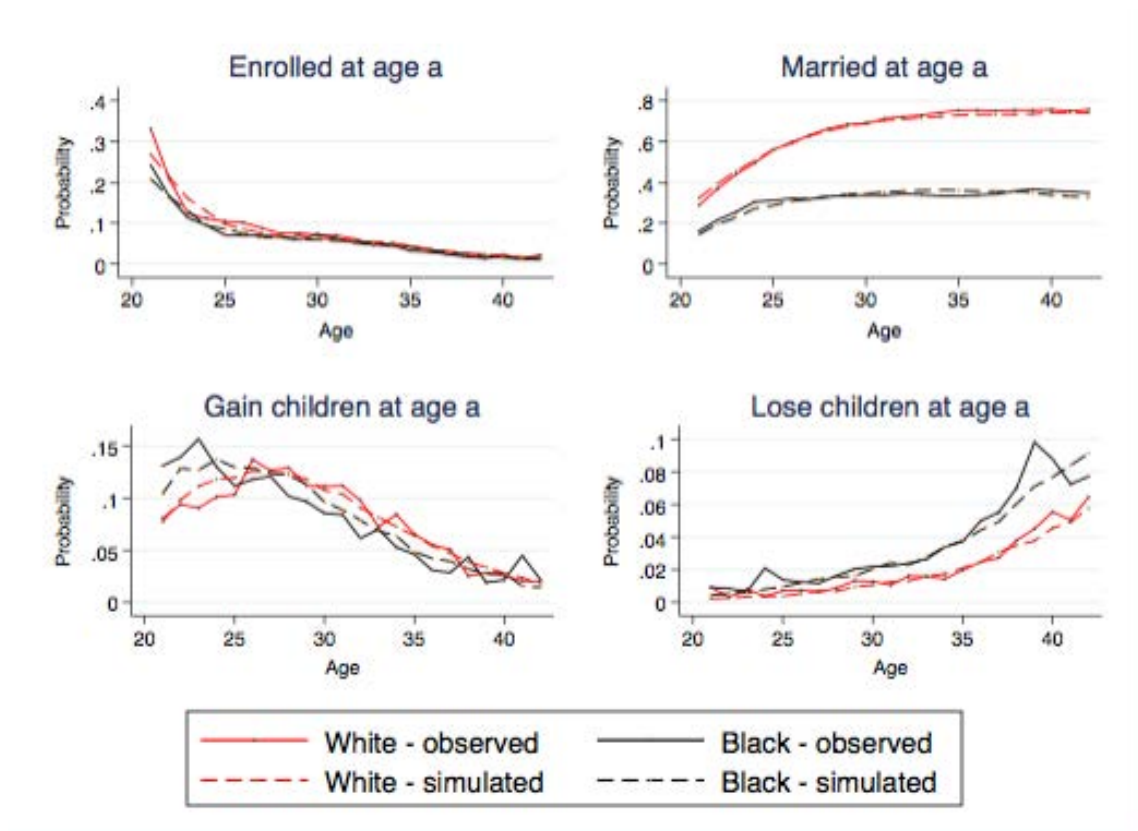 Enrolled at age a
Probability
.4
.3
.2
.1
0
20 25 30 35 40
Age
Married at age a
Probability
.8
.6
.4
.2
0
20 25 30 35 40
Age
Gain children at age a
Probability
.15
.1
.05
0
20 25 30 35 40
Age
Lose children at age a
Probability
.1
.08
.06
.04
.02
0
20 25 30 35 40
Age
White - observed Black - observed
White - simulated Black - simulated